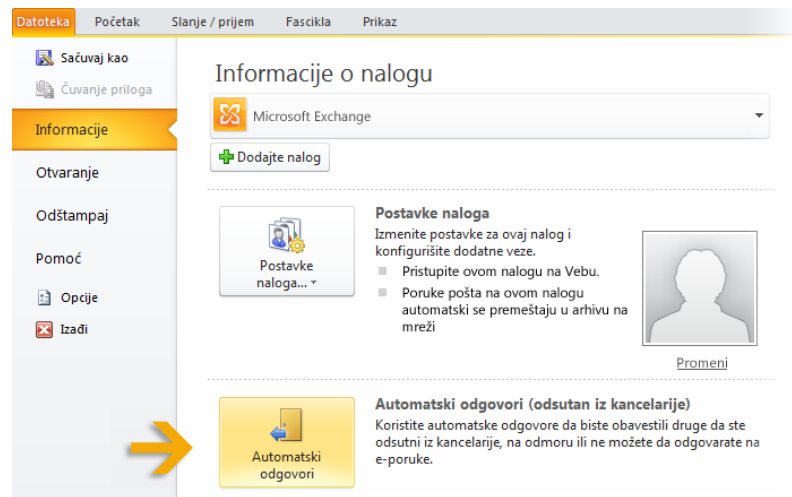 Datoteka Početak Slanje / prijem Fascikla Prikaz
Sačuvaj kao
Čuvanje priloga
Informacije
Otvaranje
Odštampaj
Pomoć
Opcije
Izađi
Informacije o nalogu
Microsoft Exchange
Dodajte nalog
Postavke
naloga...
Postavke naloga
Izmenite postavke za ovaj nalog i
konfigurišite dodatne veze.
Pristupite ovom nalogu na Vebu.
Poruke pošta na ovom nalogu
automatski se premeštaju u arhivu na
mreži
Promeni
Automatski
odgovori
Automatski odgovori (odsutan iz kancelarije)
Koristite automatske odgovore da biste obavestili druge da ste
odsutni iz kancelarije, na odmoru ili ne možete da odgovarate na
e-poruke.